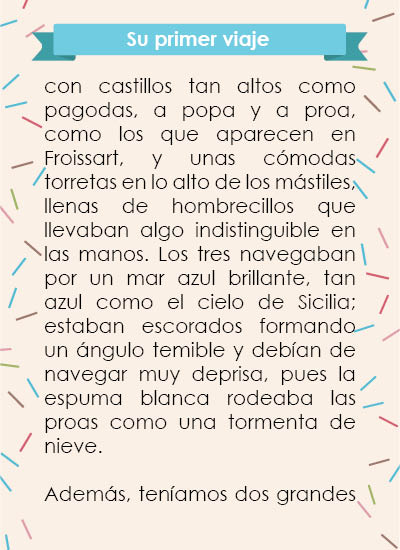 Su primer viaje
con castillos tan altos como
pagodas, a popa y a proa,
como los que aparecen en
Froissart, y unas cómodas
torretas en lo alto de los mástiles,
llenas de hombrecillos que
llevaban algo indistinguible en
las manos. Los tres navegaban
por un mar azul brillante, tan
azul como el cielo de Sicilia;
estaban escorados formando
un ángulo temible y debían de
navegar muy deprisa, pues la
espuma blanca rodeaba las
proas como una tormenta de
nieve.
Además, teníamos dos grandes